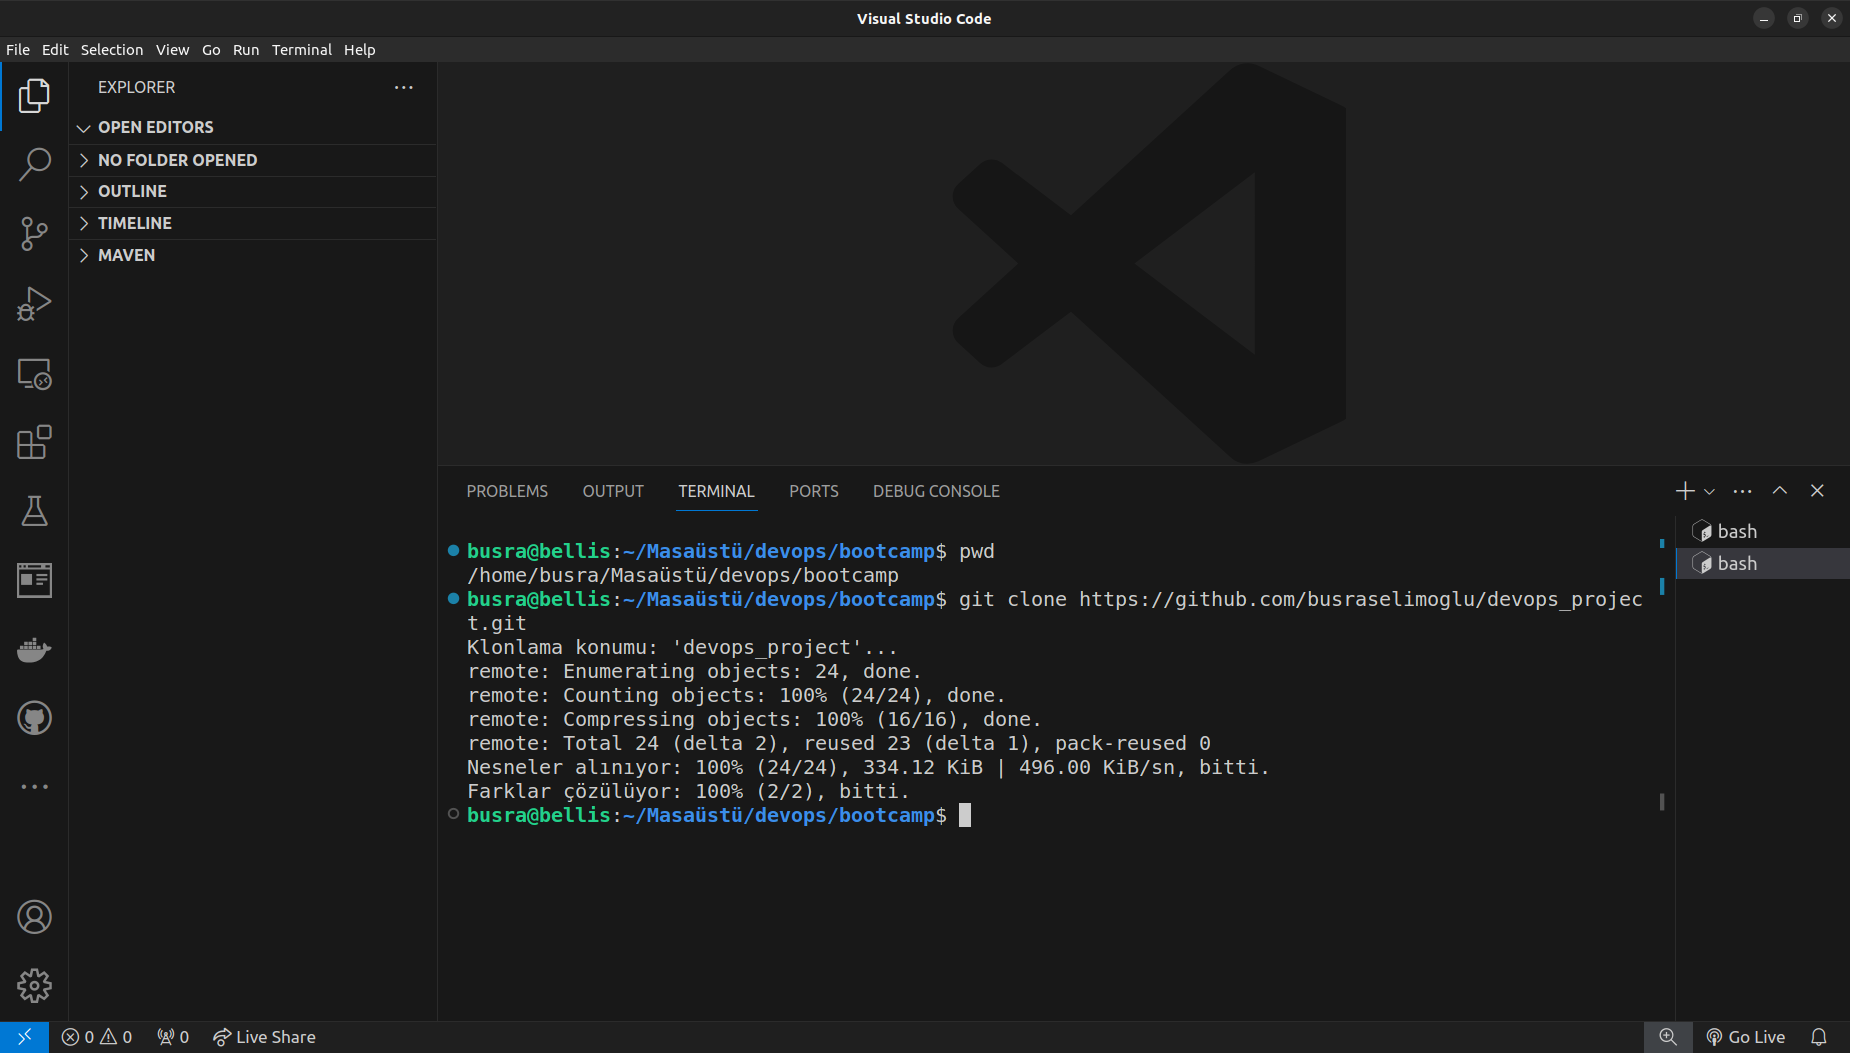 Visual Studio Code
File Edit Selection View Go Run Terminal Help
EXPLORER
OPEN EDITORS
NO FOLDER OPENED
OUTLINE
TIMELINE
MAVEN
PROBLEMS OUTPUT TERMINAL PORTS DEBUG CONSOLE
bash
bash
busra@bellis:~/Masaüstü/devops/bootcamp$ pwd
/home/busra/Masaüstü/devops/bootcamp
busra@bellis:~/Masaüstü/devops/bootcamp$ git clone https://github.com/busraselimoglu/devops_projec
t.git
Klonlama konumu: 'devops_project'...
remote: Enumerating objects: 24, done.
remote: Counting objects: 100% (24/24), done.
remote: Compressing objects: 100% (16/16), done.
remote: Total 24 (delta 2), reused 23 (delta 1), pack-reused 0
Nesneler alınıyor: 100% (24/24), 334.12 KiB | 496.00 KiB/sn, bitti.
Farklar çözülüyor: 100% (2/2), bitti.
busra@bellis:~/Masaüstü/devops/bootcamp$
0 0 0 Live Share Go Live